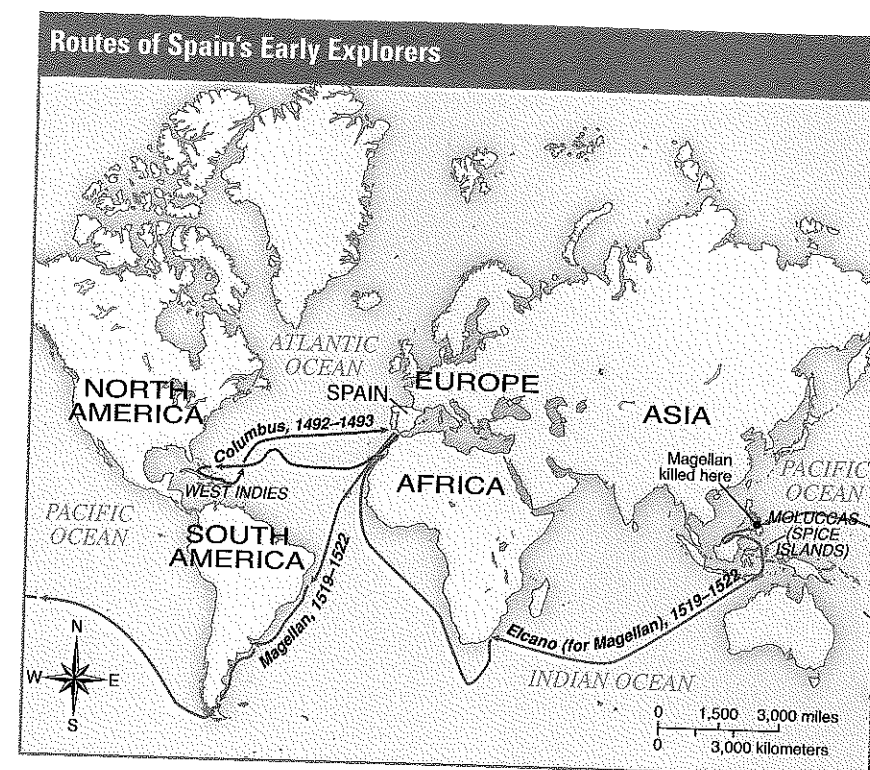 Routes of Spain's Early Explorers
ATLANTIC
OCEAN
NORTH
AMERICA
SPAIN
EUROPE
ASIA
Columbus, 1492–1493
WEST INDIES
AFRICA
Magellan
killed here
PACIFIC
OCEAN
MOLUCCAS
(SPICE
ISLANDS)
PACIFIC
OCEAN
SOUTH
AMERICA
Magellan, 1519–1522
Elcano (for Magellan), 1519–1522
INDIAN OCEAN
N
W
E
S
0 1,500 3,000 miles
0 3,000 kilometers